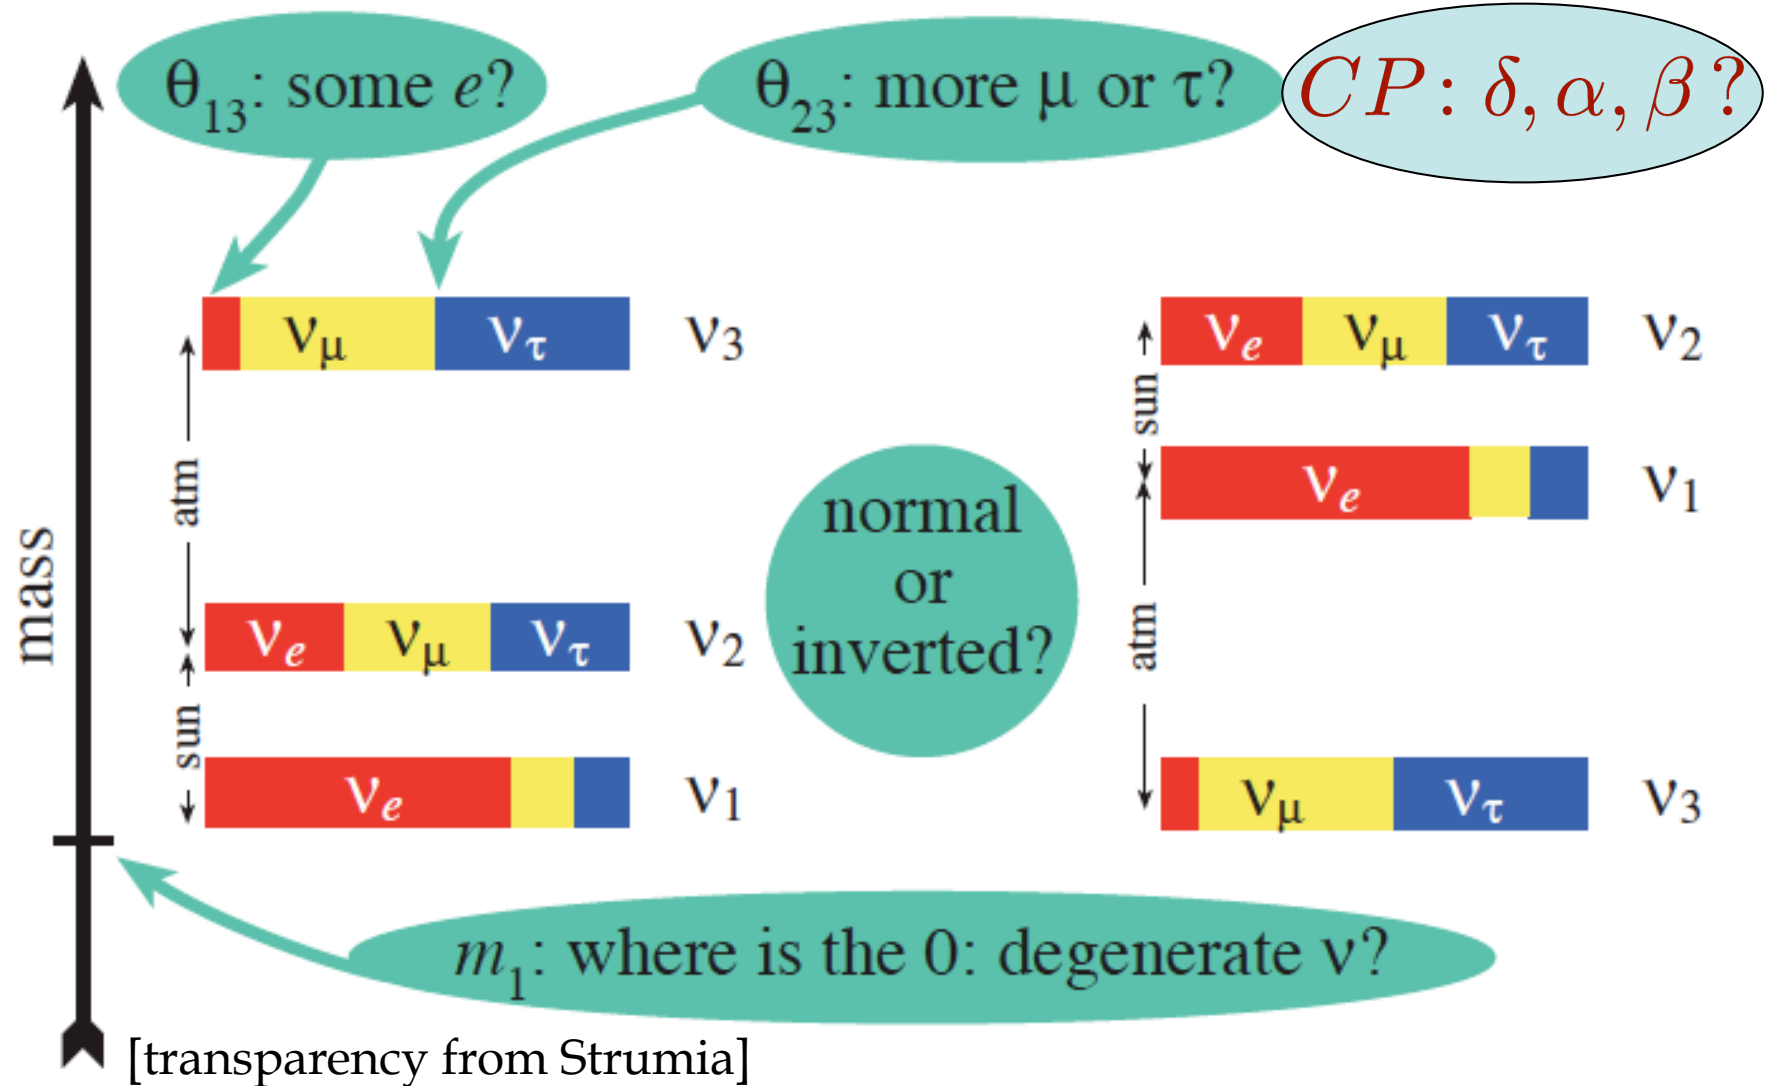 θ13: some e?
θ23: more μ or τ?
CP: δ, α, β?
mass
νμ ντ ν3
atm
νe νμ ντ ν2
sun
νe ν1
normal
or
inverted?
νe νμ ντ ν2
sun
νe ν1
atm
νμ ντ ν3
m1: where is the 0: degenerate ν?
[transparency from Strumia]